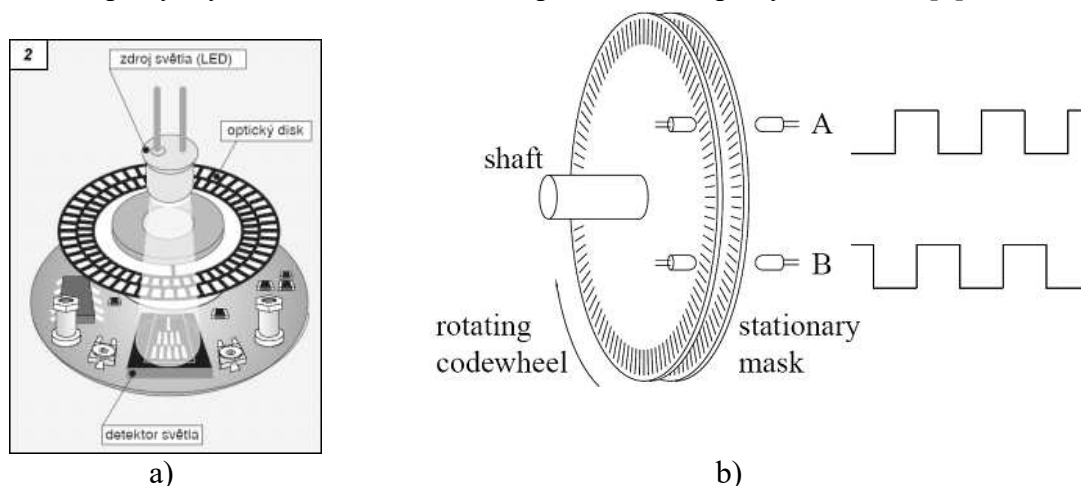 2
zdroj světla (LED)
optický disk
detektor světla
a)
shaft
rotating
codewheel
stationary
mask
A
B
b)